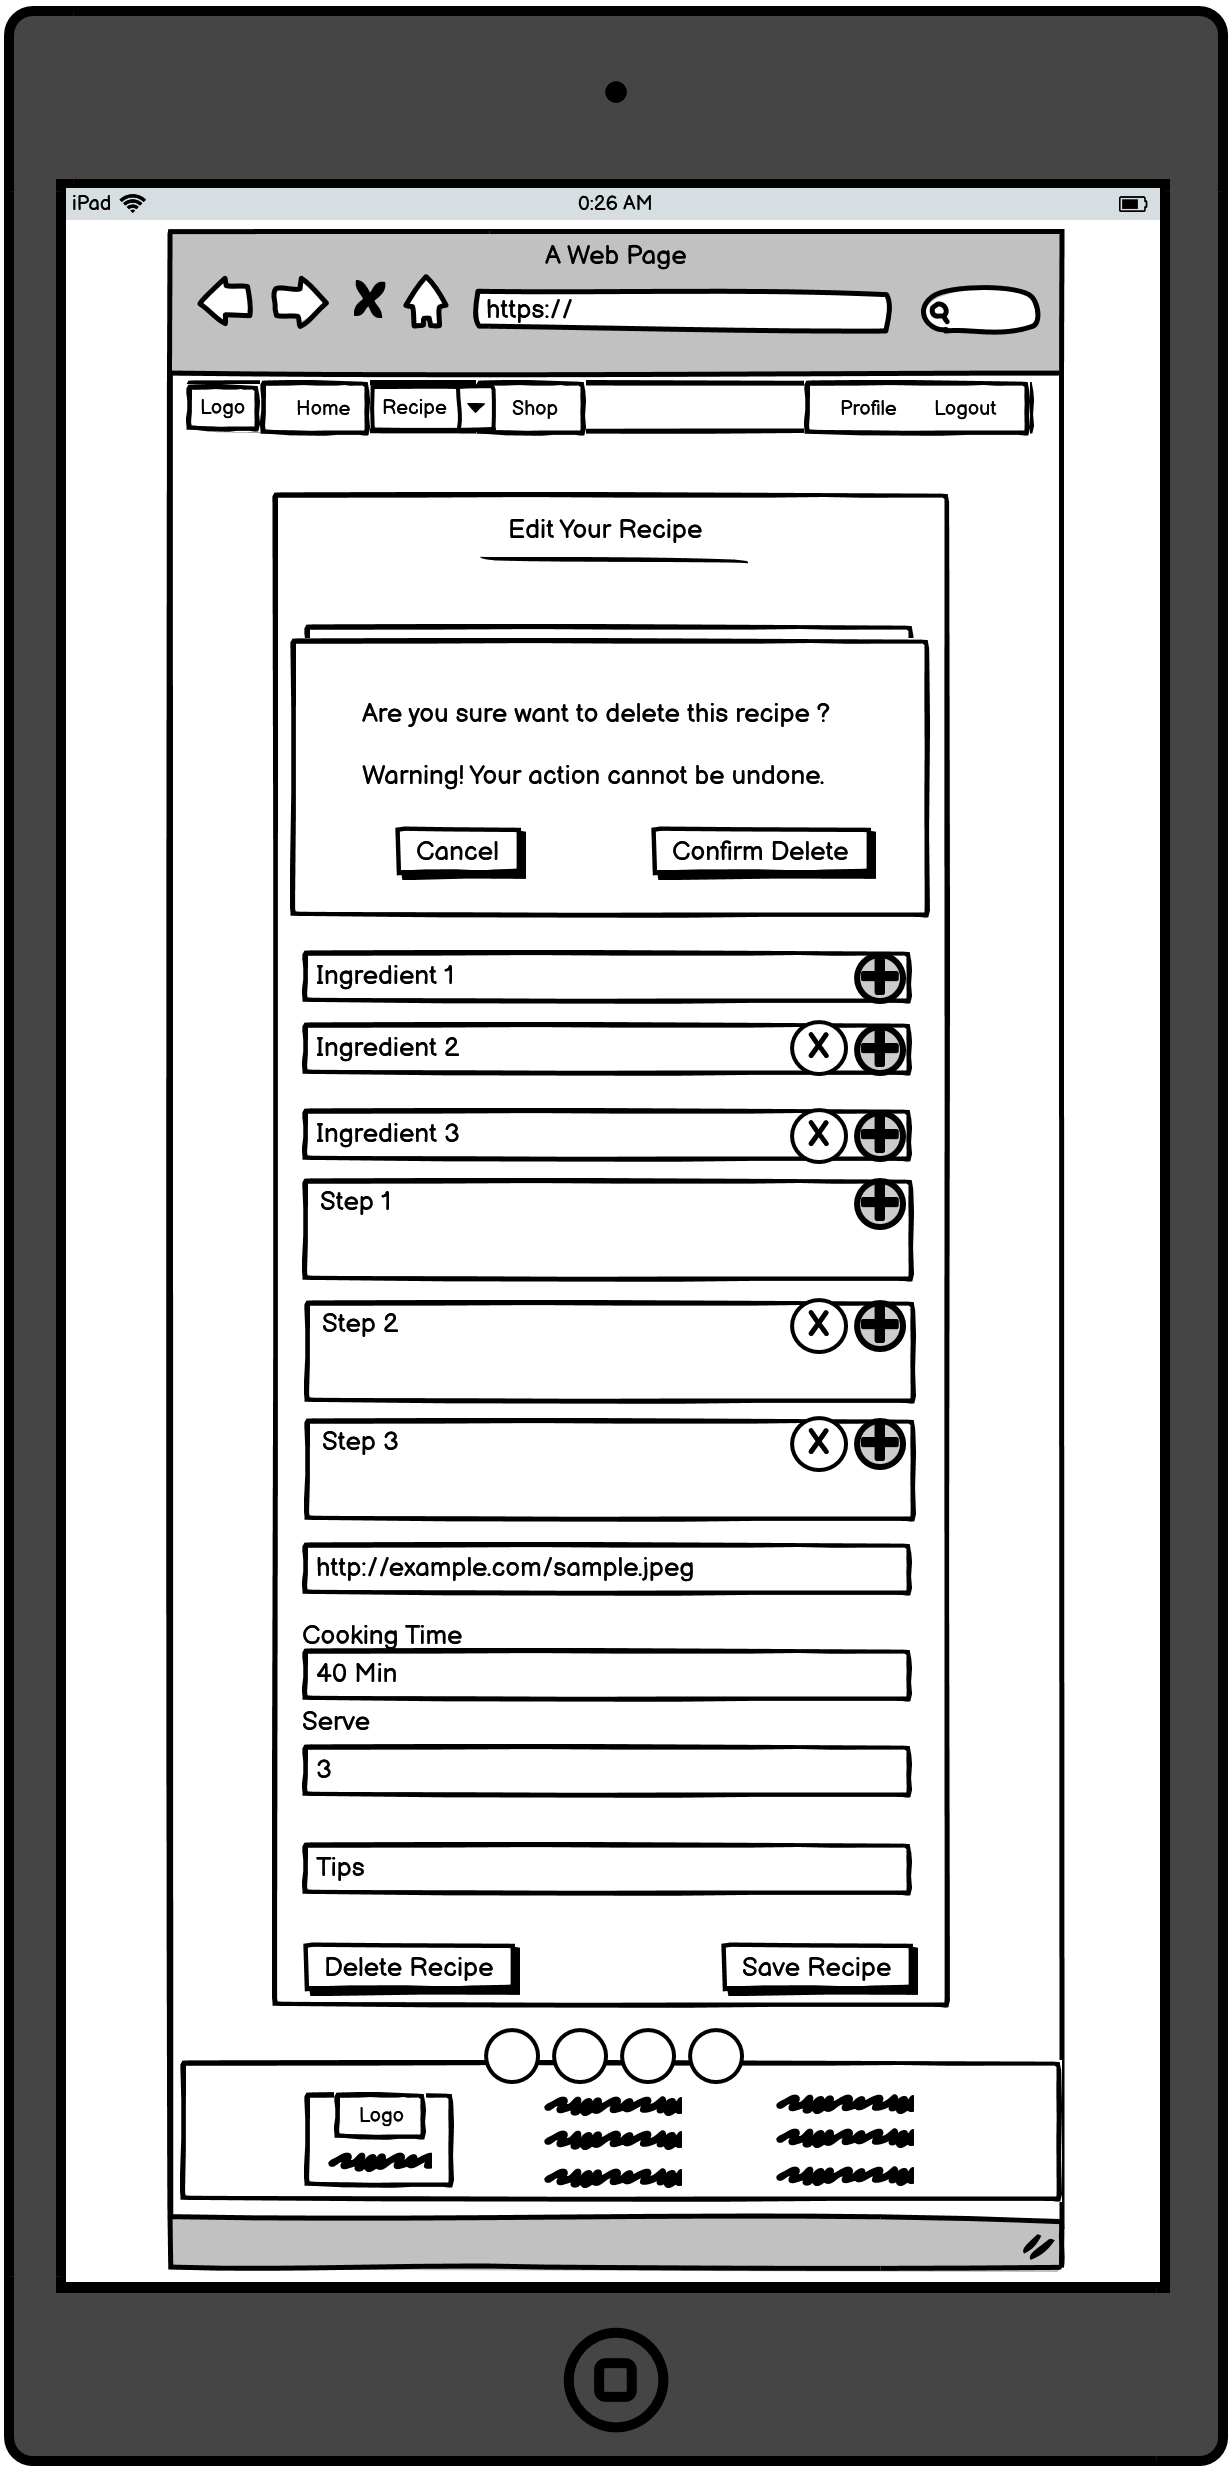 iPad 0:26 AM
A Web Page
https://
Logo Home Recipe Shop Profile Logout
Edit Your Recipe
Are you sure want to delete this recipe ?
Warning! Your action cannot be undone.
Cancel Confirm Delete
Ingredient 1
Ingredient 2 X
Ingredient 3 X
Step 1
Step 2 X
Step 3 X
http://example.com/sample.jpeg
Cooking Time
40 Min
Serve
3
Tips
Delete Recipe Save Recipe
Logo